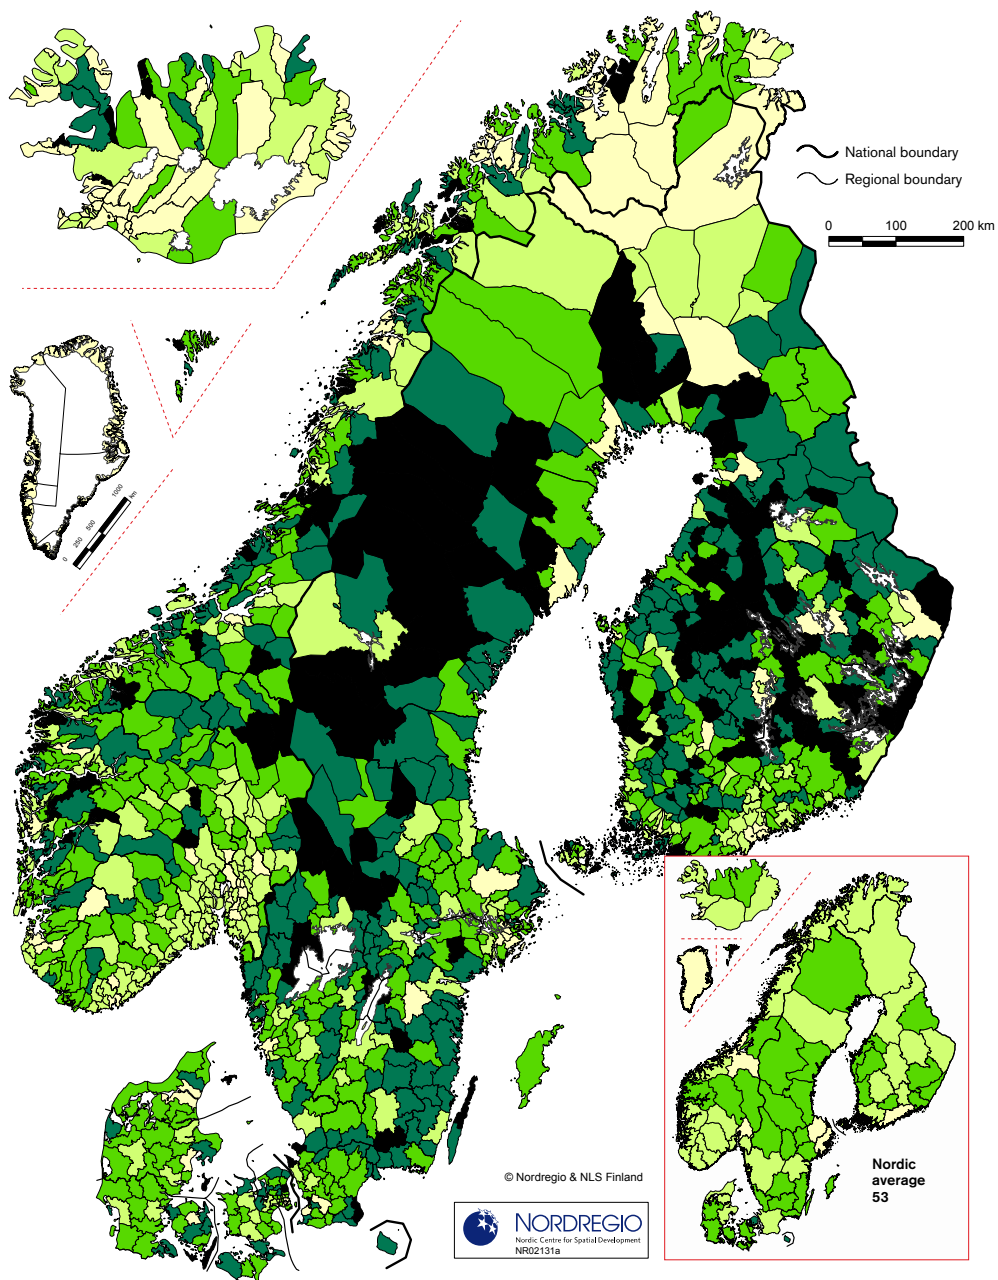 National boundary
Regional boundary
0 100 200 km
0 250 500 1000
km
Nordic
average
53
© Nordregio & NLS Finland
NORDREGIO
Nordic Centre for Spatial Development
NR02131a